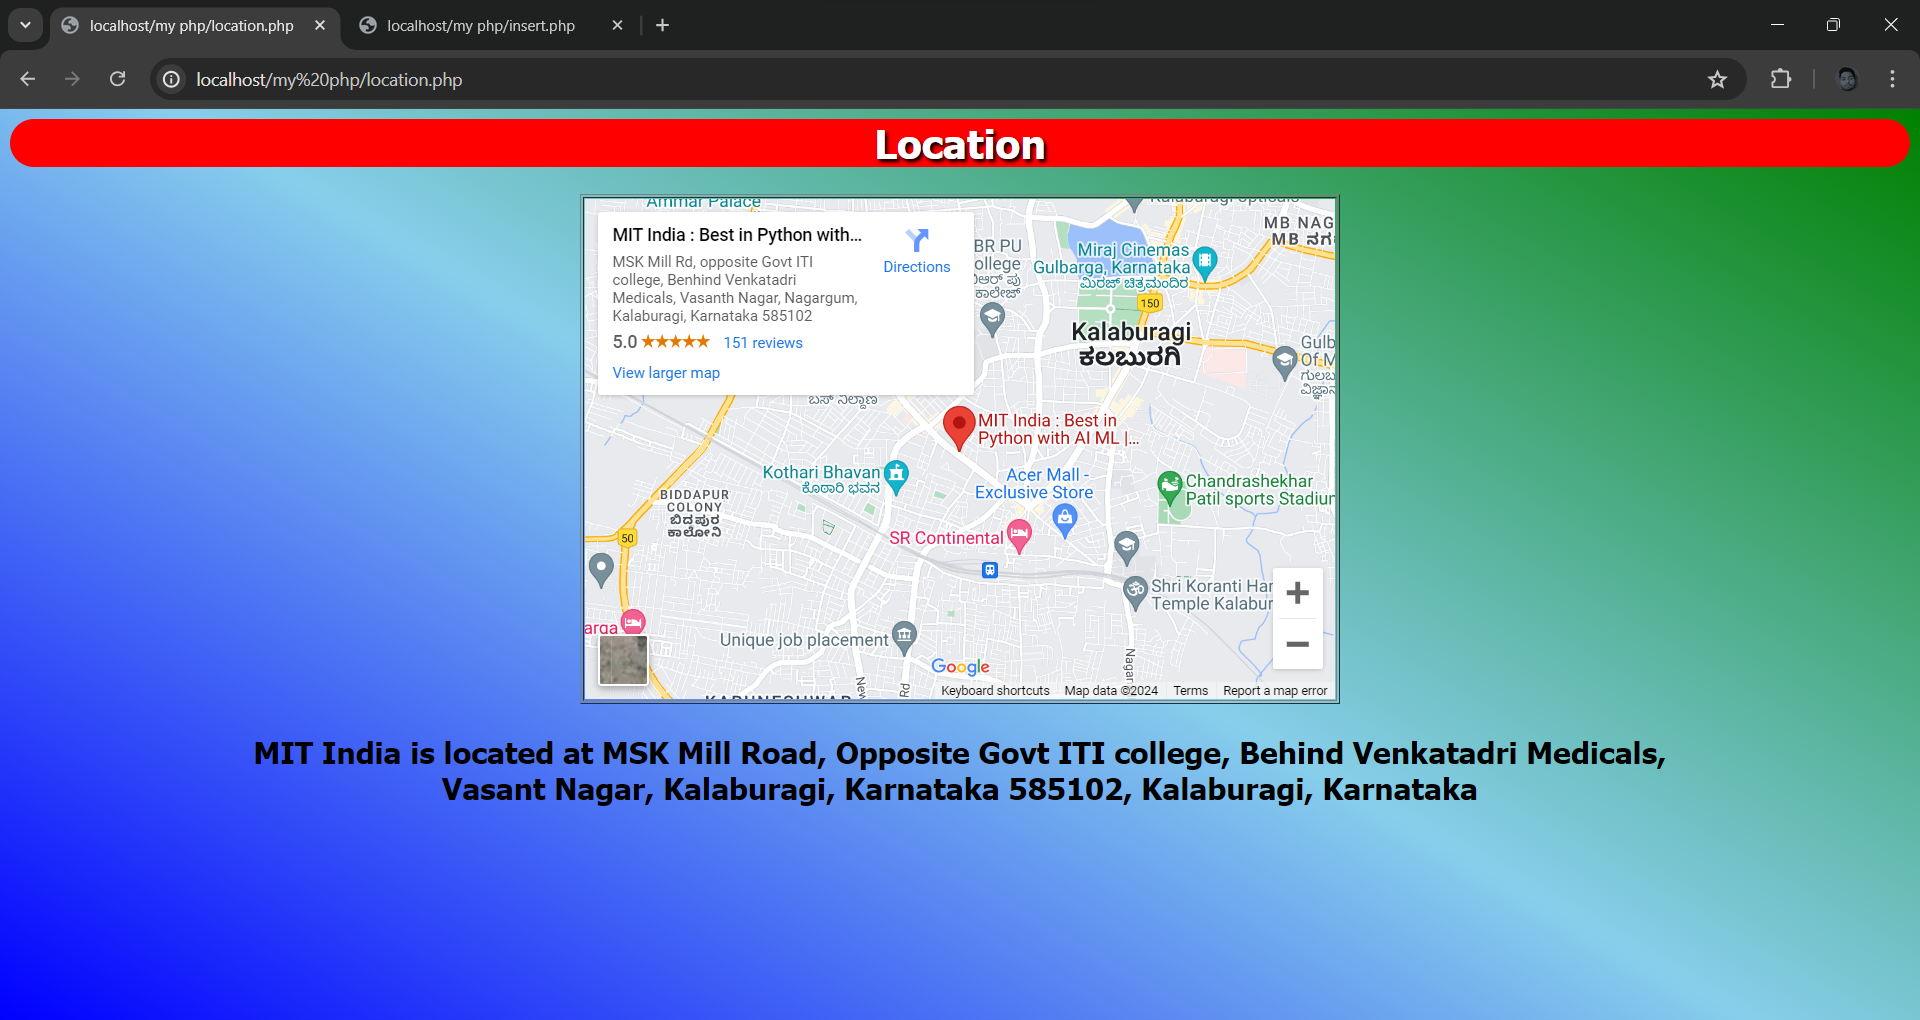 localhost/my php/location.php
localhost/my php/insert.php
localhost/my%20php/location.php
Location
Ammar Palace
MIT India : Best in Python with...
MSK Mill Rd, opposite Govt ITI
college, Benhind Venkatadri
Medicals, Vasanth Nagar, Nagargum,
Kalaburagi, Karnataka 585102
Directions
5.0
151 reviews
View larger map
MB NAG
MB ನಗ
BR PU
ollege
ಕಾಲೇಜ್
Miraj Cinemas
Gulbarga, Karnataka
ಮಿರಜ್ ಚಿತ್ರಮಂದಿರ
150
Kalaburagi
ಕಲಬುರಗಿ
Gulb
Of M
ಗುಲಬ
ವಿಜ್ಞಾನ
ಬಸ್ ನಿಲ್ದಾಣ
MIT India : Best in
Python with AI ML |...
Kothari Bhavan
ಕೊಠಾರಿ ಭವನ
Acer Mall -
Exclusive Store
Chandrashekhar
Patil sports Stadiur
BIDDAPUR
COLONY
ಬಿದ್ದಪುರ
ಕಾಲೋನಿ
50
SR Continental
Shri Koranti Har
Temple Kalabur
arga
Unique job placement
Google
New
Rd
Nagar
Keyboard shortcuts
Map data ©2024
Terms
Report a map error
MIT India is located at MSK Mill Road, Opposite Govt ITI college, Behind Venkatadri Medicals,
Vasant Nagar, Kalaburagi, Karnataka 585102, Kalaburagi, Karnataka